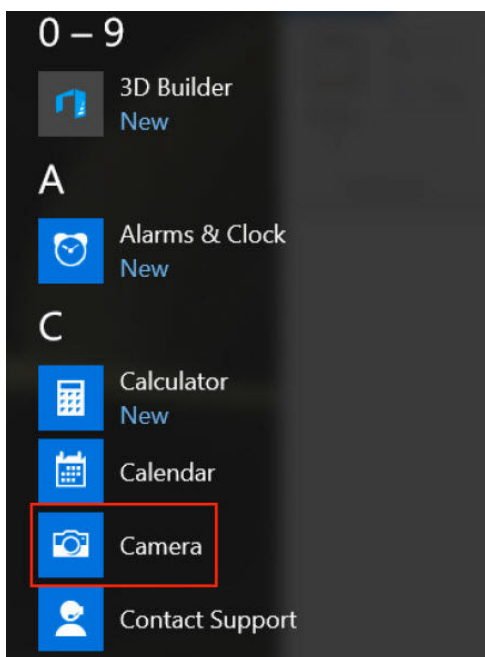 0 – 9
3D Builder
New
A
Alarms & Clock
New
C
Calculator
New
Calendar
Camera
Contact Support